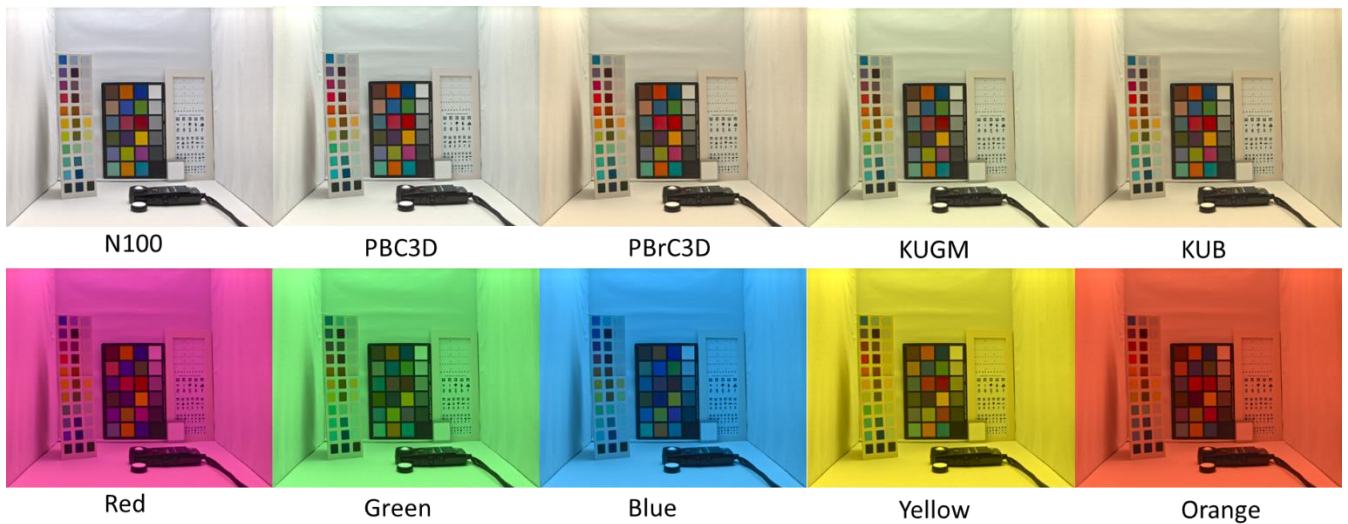 N100
PBC3D
PBrC3D
KUGM
KUB
Red
Green
Blue
Yellow
Orange